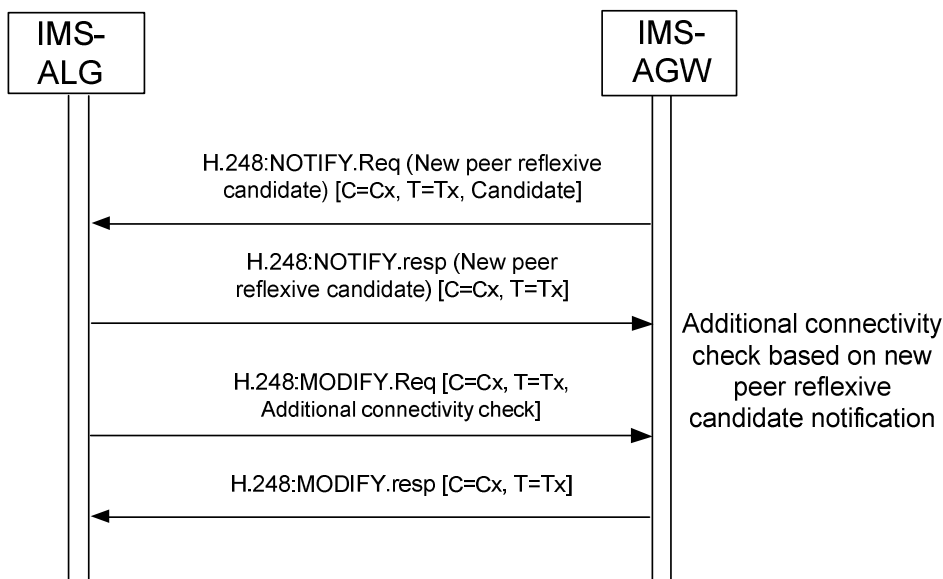 IMS-
ALG
IMS-
AGW
H.248:NOTIFY.Req (New peer reflexive
candidate) [C=Cx, T=Tx, Candidate]
H.248:NOTIFY.resp (New peer
reflexive candidate) [C=Cx, T=Tx]
Additional connectivity
check based on new
peer reflexive
candidate notification
H.248:MODIFY.Req [C=Cx, T=Tx,
Additional connectivity check]
H.248:MODIFY.resp [C=Cx, T=Tx]